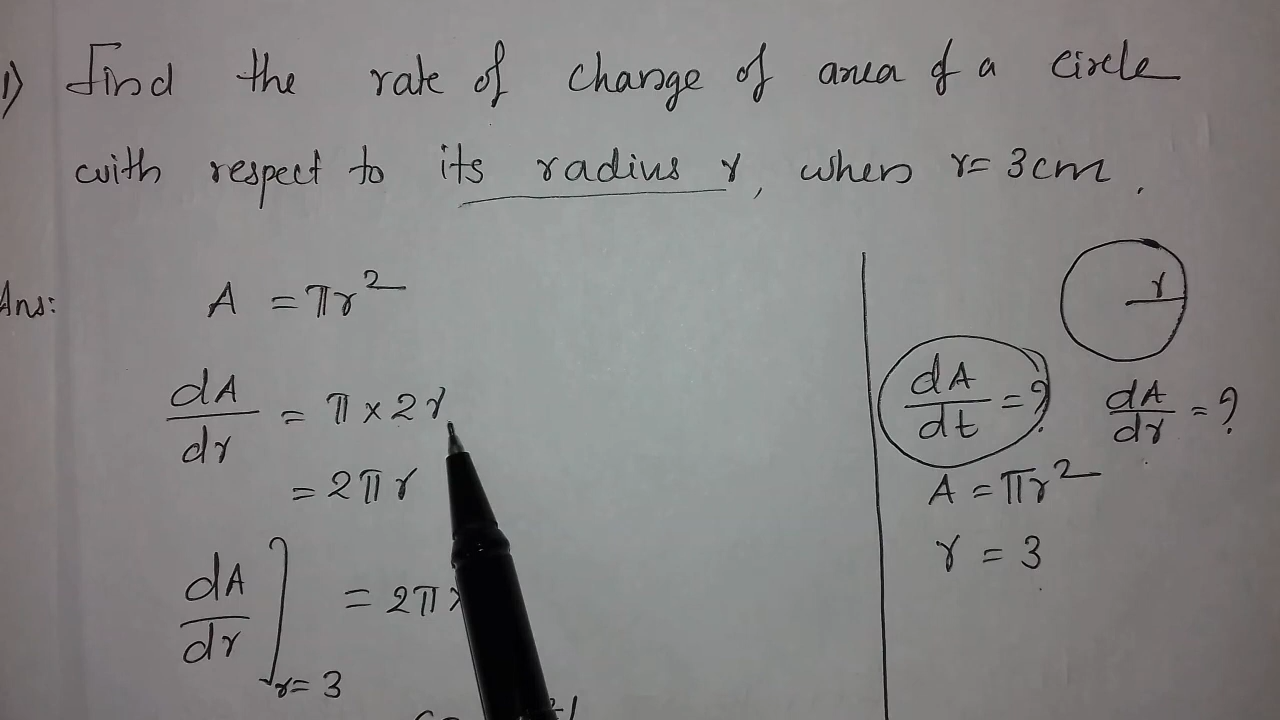 1) Find the rate of change of area of a circle
with respect to its radius r, when r = 3cm.
Ans: A = πr²
dA/dr = π × 2r
= 2πr
dA/dr]r=3 = 2π ×
r
dA/dt = ? dA/dr = ?
A = πr²
r = 3